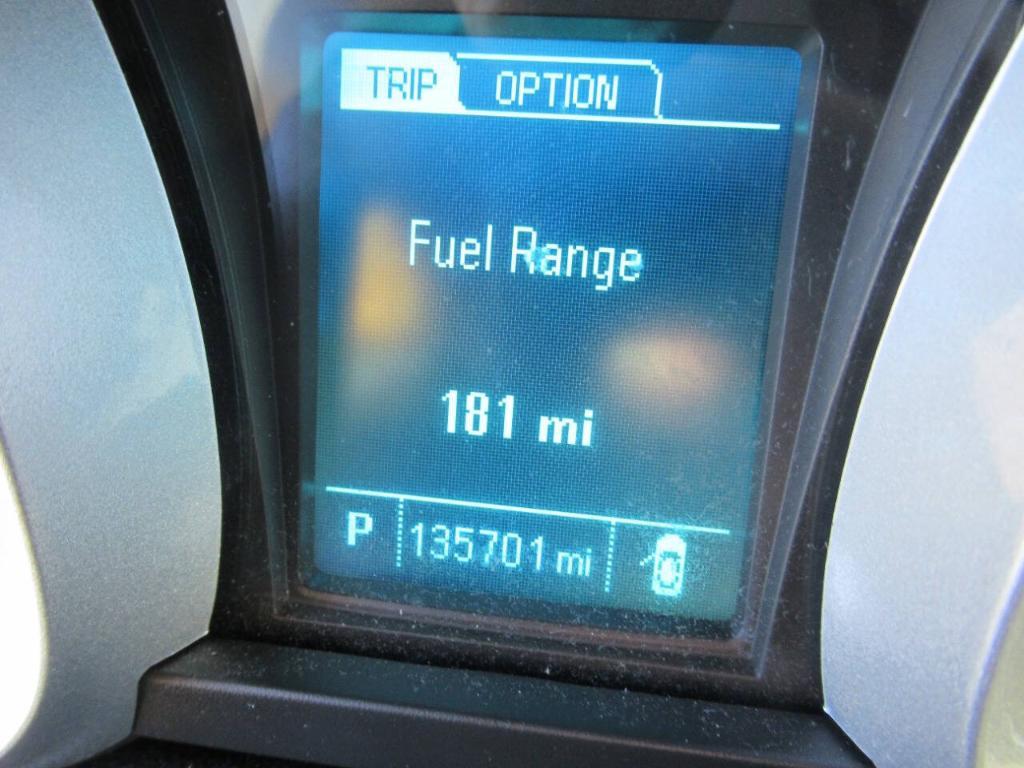 TRIP OPTION
Fuel Range
181 mi
P 135701 mi